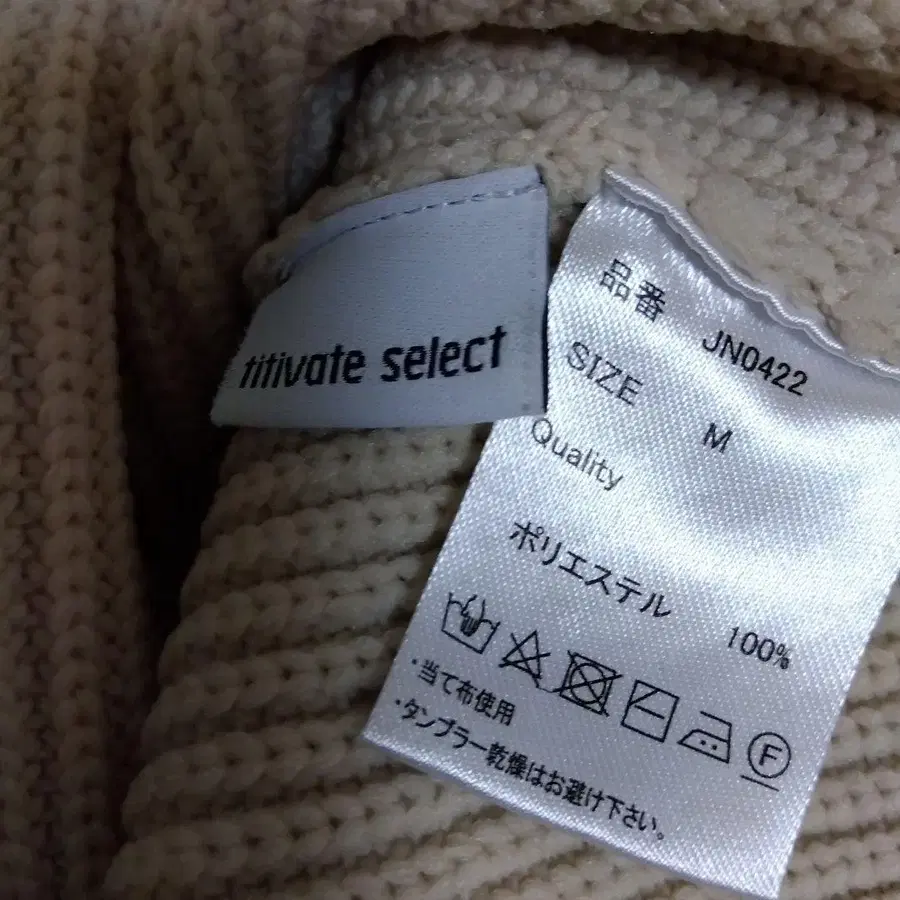 titivate select
品番 JN0422
SIZE M
Quality
ポリエステル 100%
F
・当て布使用
・タンブラー乾燥はお避け下さい。